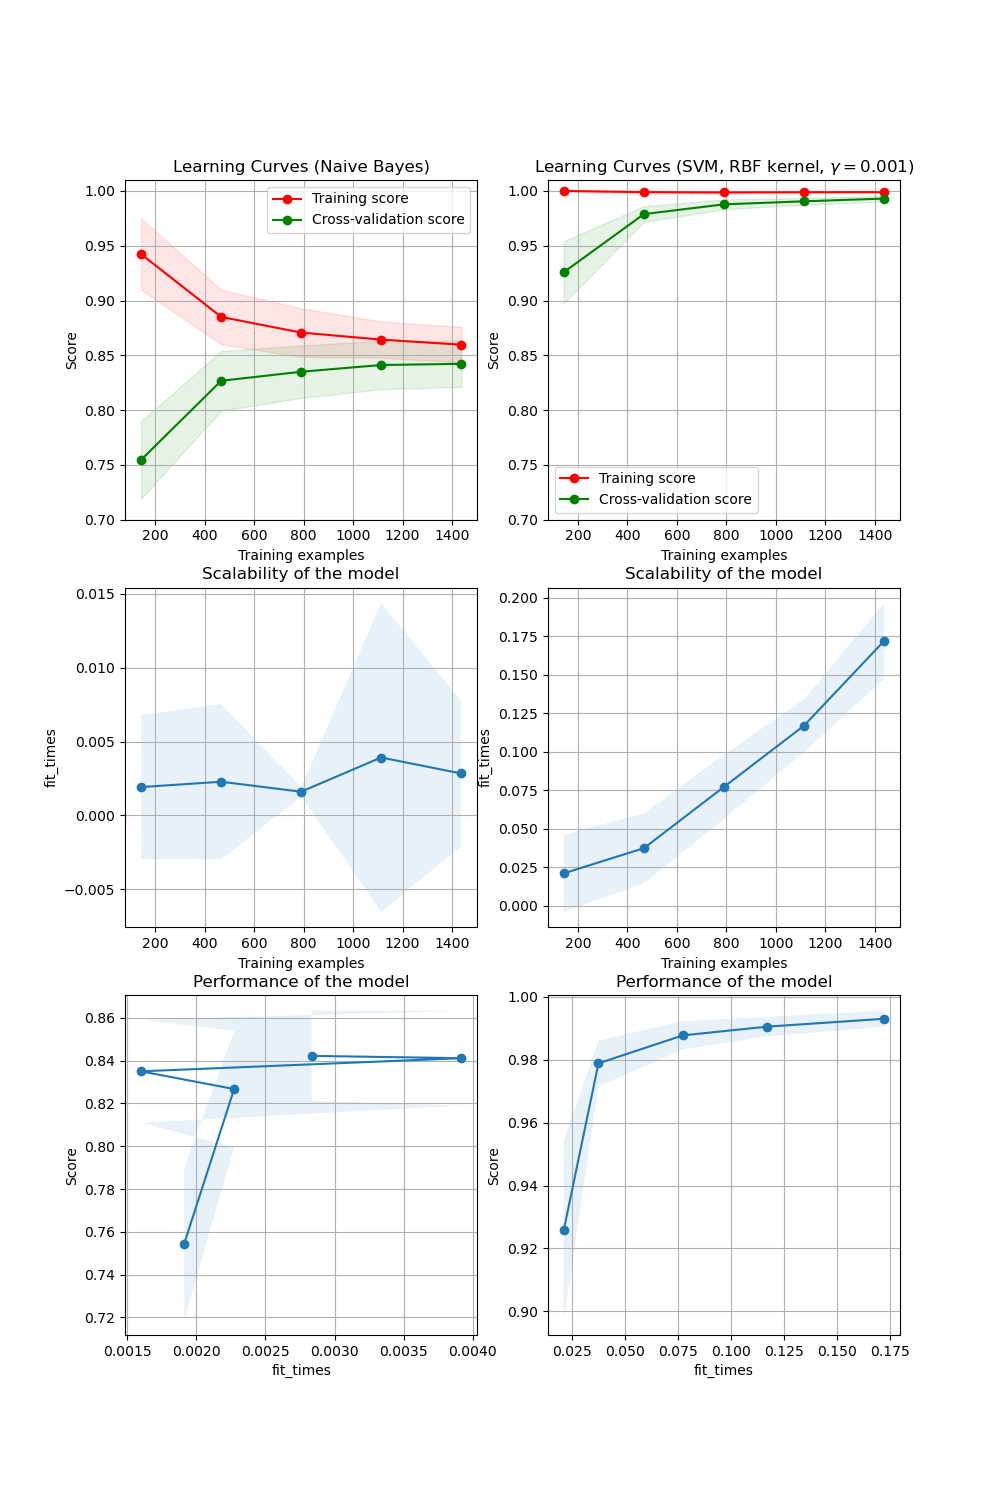 Learning Curves (Naive Bayes)
1.00
0.95
0.90
0.85
0.80
0.75
0.70
Score
Training score
Cross-validation score
200 400 600 800 1000 1200 1400
Training examples
Learning Curves (SVM, RBF kernel, γ = 0.001)
1.00
0.95
0.90
0.85
0.80
0.75
0.70
Score
Training score
Cross-validation score
200 400 600 800 1000 1200 1400
Training examples
Scalability of the model
0.015
0.010
0.005
0.000
−0.005
fit_times
200 400 600 800 1000 1200 1400
Training examples
Scalability of the model
0.200
0.175
0.150
0.125
0.100
0.075
0.050
0.025
0.000
fit_times
200 400 600 800 1000 1200 1400
Training examples
Performance of the model
0.86
0.84
0.82
0.80
0.78
0.76
0.74
0.72
Score
0.0015 0.0020 0.0025 0.0030 0.0035 0.0040
fit_times
Performance of the model
1.00
0.98
0.96
0.94
0.92
0.90
Score
0.025 0.050 0.075 0.100 0.125 0.150 0.175
fit_times